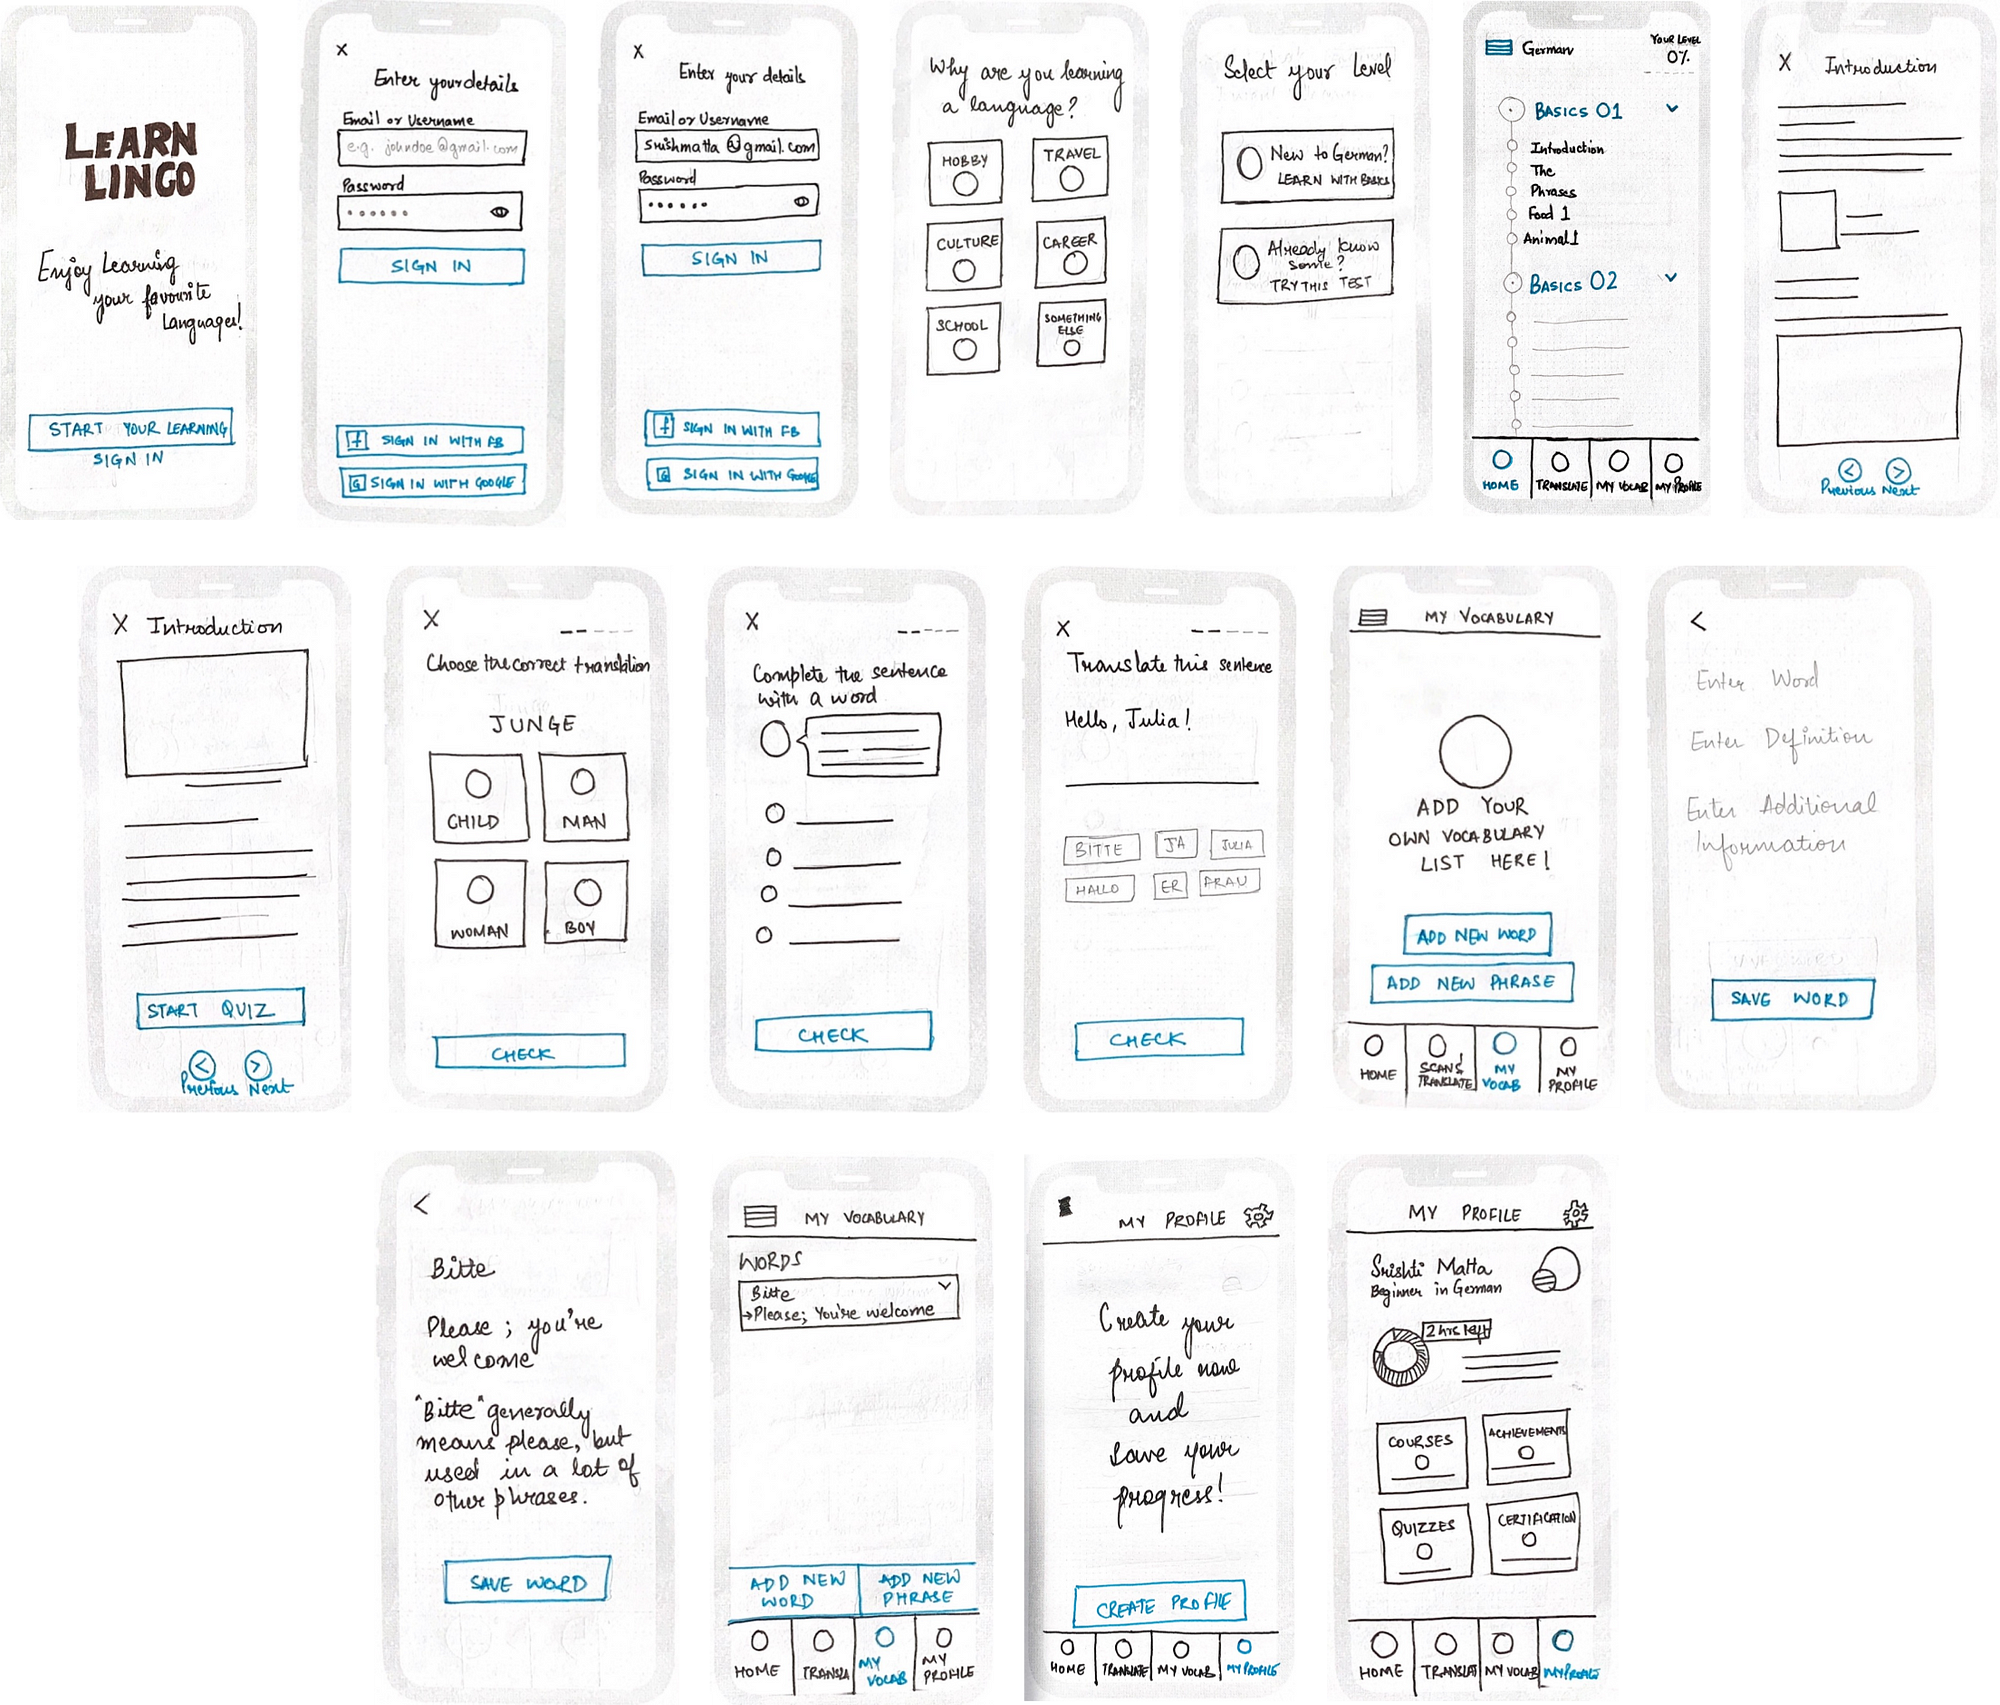 LEARN
LINGO
Enjoy Learning
your favourite
Languages!
START YOUR LEARNING
SIGN IN
X
Enter your details
Email or Username
e.g. johndoe@gmail.com
Password
SIGN IN
f SIGN IN WITH FB
G SIGN IN WITH GOOGLE
X
Enter your details
Email or Username
srishmatta@gmail.com
Password
SIGN IN
f SIGN IN WITH FB
G SIGN IN WITH GOOGLE
Why are you learning
a language?
HOBBY
TRAVEL
CULTURE
CAREER
SCHOOL
SOMETHING
ELSE
Select your Level
New to German?
LEARN WITH BASICS
Already know
some?
TRY THIS TEST
German
YOUR LEVEL
0%
BASICS 01
Introduction
The
Phrases
Food 1
Animal 1
BASICS 02
HOME
TRANSLATE
MY VOCAB
MY PROFILE
X Introduction
< >
Previous Next
X Introduction
START QUIZ
< >
Previous Next
X
Choose the correct translation
JUNGE
CHILD
MAN
WOMAN
BOY
CHECK
X
Complete the sentence
with a word
CHECK
X
Translate this sentence
Hello, Julia!
BITTE
JA
JULIA
HALLO
ER
FRAU
CHECK
MY VOCABULARY
ADD YOUR
OWN VOCABULARY
LIST HERE!
ADD NEW WORD
ADD NEW PHRASE
HOME
SCAN &
TRANSLATE
MY
VOCAB
MY
PROFILE
<
Enter Word
Enter Definition
Enter Additional
Information
SAVE WORD
<
Bitte
Please; you're
welcome
"Bitte" generally
means please, but
used in a lot of
other phrases.
SAVE WORD
MY VOCABULARY
WORDS
Bitte
→Please; You're welcome
ADD NEW
WORD
ADD NEW
PHRASE
HOME
TRANSLA
MY
VOCAB
MY
PROFILE
MY PROFILE
Create your
profile now
and
save your
progress!
CREATE PROFILE
HOME
TRANSLATE
MY VOCAB
MY PROFILE
MY PROFILE
Srishti Matta
Beginner in German
2 hrs left
COURSES
ACHIEVEMENTS
QUIZZES
CERTIFICATION
HOME
TRANSLAT
MY VOCAB
MY PROFILE